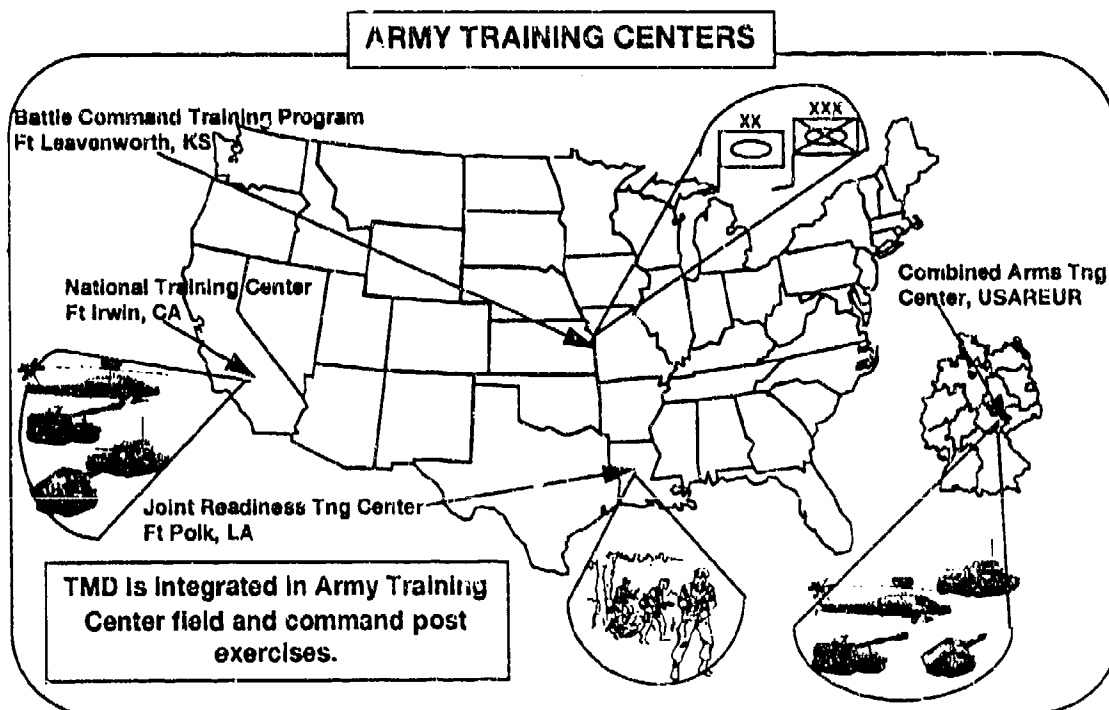 ARMY TRAINING CENTERS
Battle Command Training Program
Ft Leavenworth, KS
XX
XXX
National Training Center
Ft Irwin, CA
Combined Arms Tng
Center, USAREUR
Joint Readiness Tng Center
Ft Polk, LA
TMD is integrated in Army Training
Center field and command post
exercises.